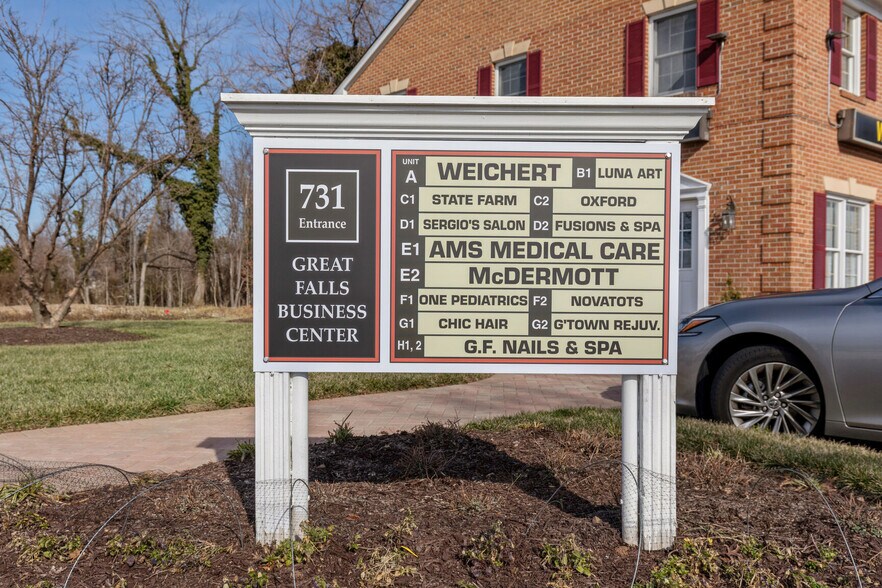 731
Entrance
GREAT
FALLS
BUSINESS
CENTER
UNIT
A WEICHERT B1 LUNA ART
C1 STATE FARM C2 OXFORD
D1 SERGIO'S SALON D2 FUSIONS & SPA
E1 AMS MEDICAL CARE
E2 McDERMOTT
F1 ONE PEDIATRICS F2 NOVATOTS
G1 CHIC HAIR G2 G'TOWN REJUV.
H1, 2 G.F. NAILS & SPA